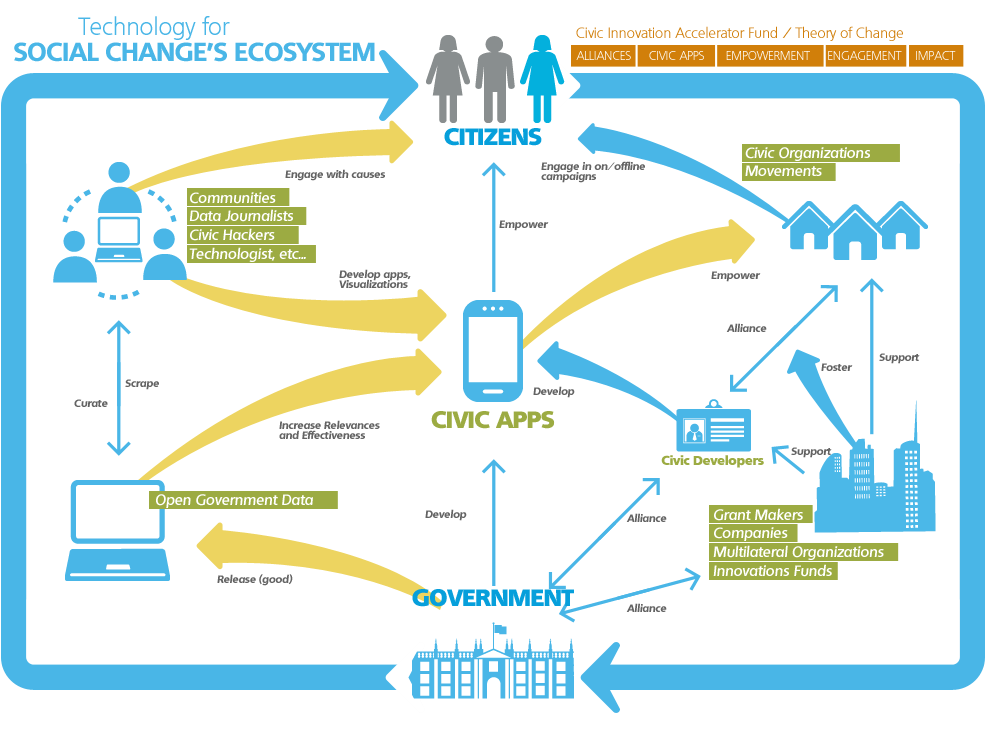 Technology for
SOCIAL CHANGE'S ECOSYSTEM
Civic Innovation Accelerator Fund / Theory of Change
ALLIANCES
CIVIC APPS
EMPOWERMENT
ENGAGEMENT
IMPACT
CITIZENS
Engage with causes
Engage in on/offline
campaigns
Civic Organizations
Movements
Communities
Data Journalists
Civic Hackers
Technologist, etc...
Empower
Develop apps,
Visualizations
Empower
Alliance
Support
Foster
Scrape
Curate
Develop
CIVIC APPS
Increase Relevances
and Effectiveness
Civic Developers
Support
Open Government Data
Develop
Alliance
Grant Makers
Companies
Multilateral Organizations
Innovations Funds
Release (good)
GOVERNMENT
Alliance